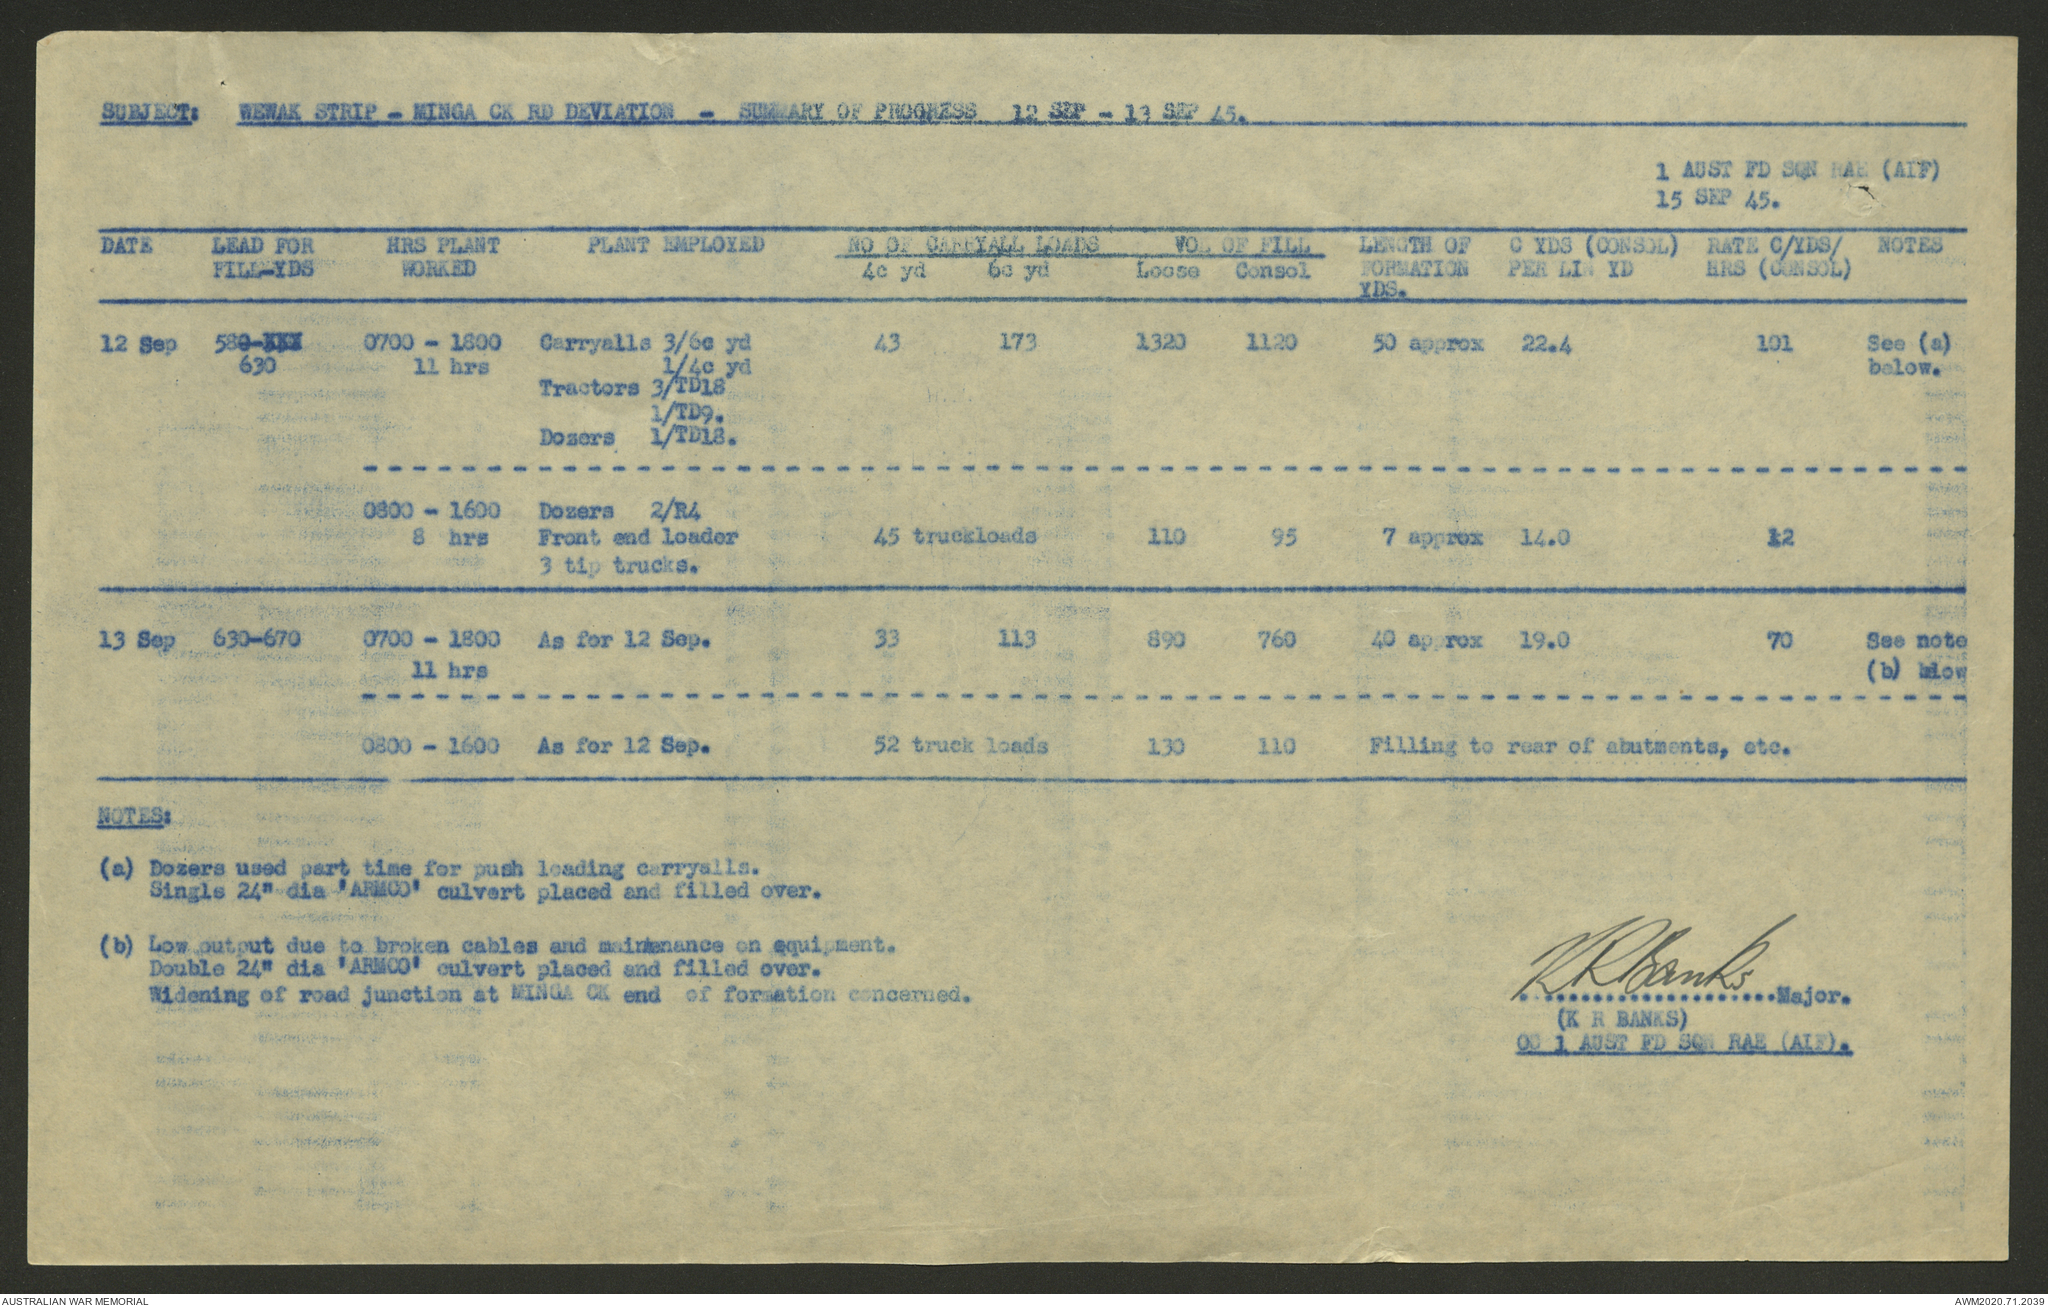 SUBJECT: WEWAK STRIP - MINGA CK RD DEVIATION - SUMMARY OF PROGRESS 12 SEP - 13 SEP 45.
1 AUST FD SQN RAE (AIF)
15 SEP 45.
DATE LEAD FOR HRS PLANT PLANT EMPLOYED NO OF CARRYALL LOADS VOL OF FILL LENGTH OF C YDS (CONSOL) RATE C/YDS/ NOTES
FILL-YDS WORKED 4c yd 6c yd Loose Consol FORMATION PER LIN YD HRS (CONSOL)
YDS.
12 Sep 580-XXX 0700 - 1800 Carryalls 3/6c yd 43 173 1320 1120 50 approx 22.4 101 See (a)
630 11 hrs 1/4c yd below.
Tractors 3/TD18
1/TD9.
Dozers 1/TD18.
0800 - 1600 Dozers 2/R4
8 hrs Front end loader 45 truckloads 110 95 7 approx 14.0 12
3 tip trucks.
13 Sep 630-670 0700 - 1800 As for 12 Sep. 33 113 890 760 40 approx 19.0 70 See note
11 hrs (b) blow
0800 - 1600 As for 12 Sep. 52 truck loads 130 110 Filling to rear of abutments, etc.
NOTES:
(a) Dozers used part time for push loading carryalls.
Single 24" dia 'ARMCO' culvert placed and filled over.
(b) Low output due to broken cables and maintenance on equipment.
Double 24" dia 'ARMCO' culvert placed and filled over.
Widening of road junction at MINGA CK end of formation concerned.
K R Banks
....................Major.
(K R BANKS)
OC 1 AUST FD SQN RAE (AIF).
AUSTRALIAN WAR MEMORIAL AWM2020.71.2039